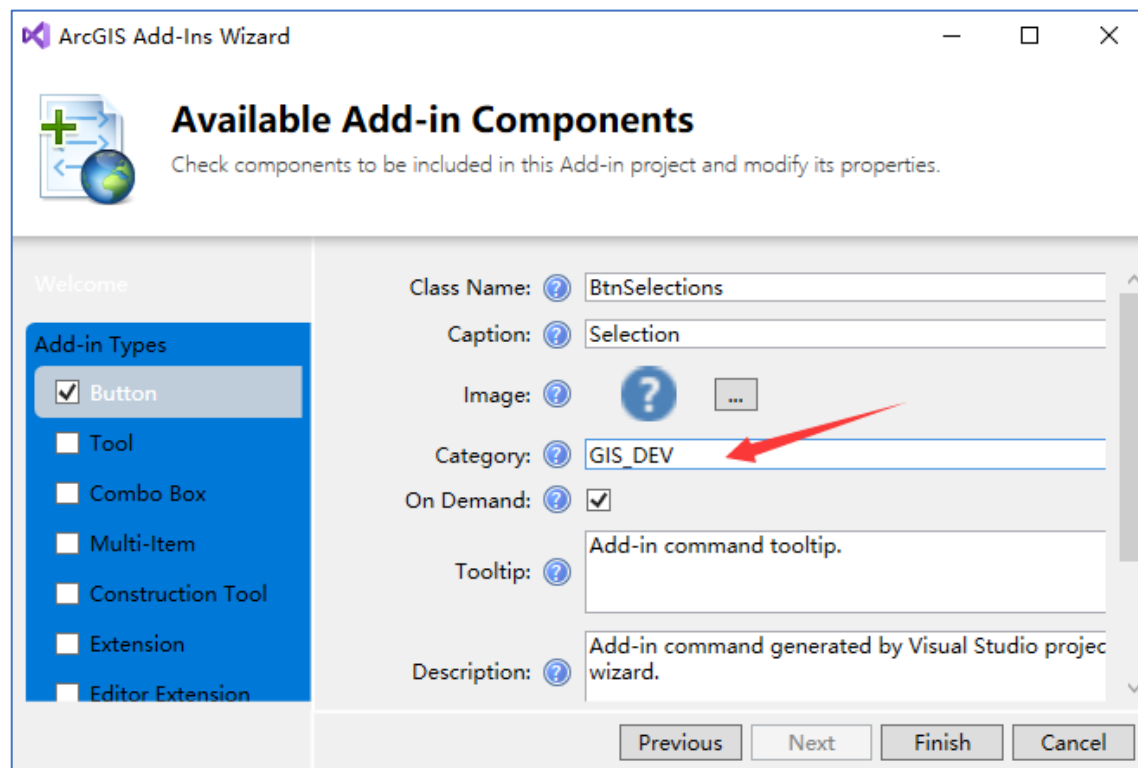 ArcGIS Add-Ins Wizard
Available Add-in Components
Check components to be included in this Add-in project and modify its properties.
Welcome
Add-in Types
Button
Tool
Combo Box
Multi-Item
Construction Tool
Extension
Editor Extension
Class Name: ? BtnSelections
Caption: ? Selection
Image: ? ? ...
Category: ? GIS_DEV
On Demand: ?
Tooltip: ? Add-in command tooltip.
Description: ? Add-in command generated by Visual Studio projec
wizard.
Previous Next Finish Cancel